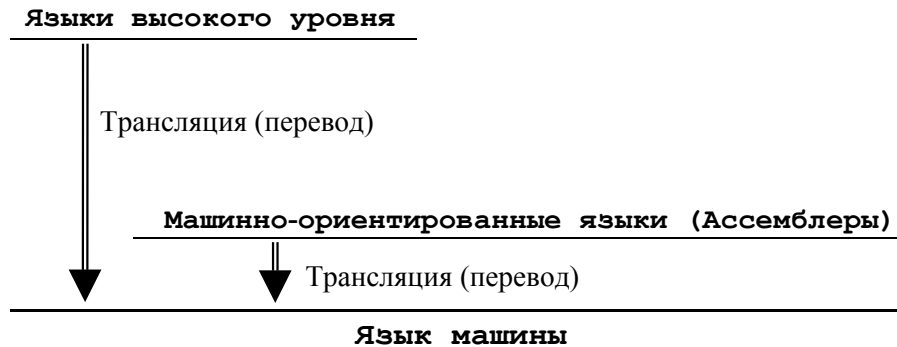 Языки высокого уровня
Трансляция (перевод)
Машинно-ориентированные языки (Ассемблеры)
Трансляция (перевод)
Язык машины